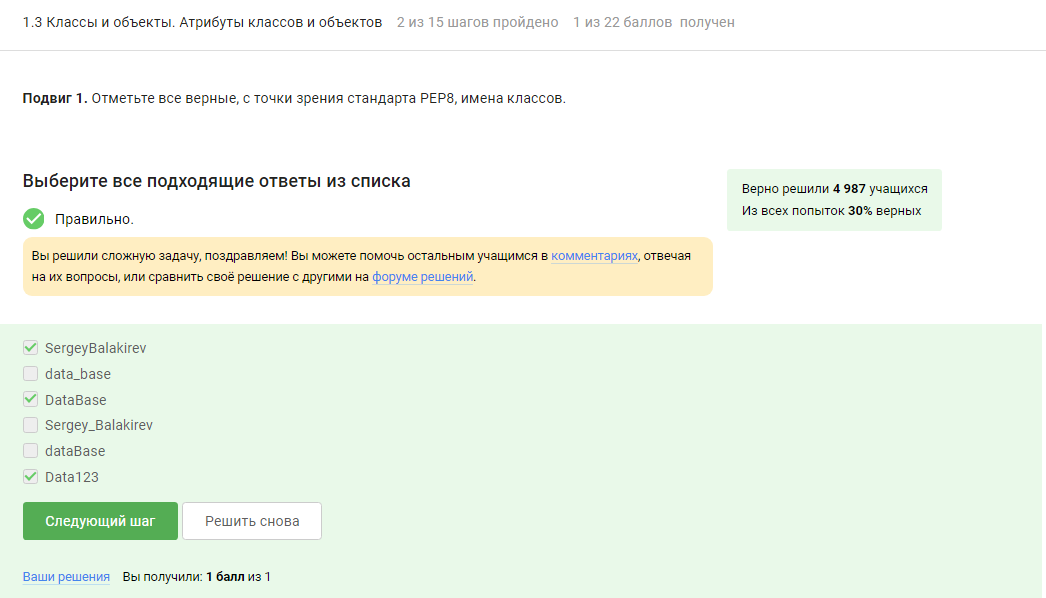 1.3 Классы и объекты. Атрибуты классов и объектов 2 из 15 шагов пройдено 1 из 22 баллов получен
Подвиг 1. Отметьте все верные, с точки зрения стандарта PEP8, имена классов.
Выберите все подходящие ответы из списка
Верно решили 4 987 учащихся
Из всех попыток 30% верных
Правильно.
Вы решили сложную задачу, поздравляем! Вы можете помочь остальным учащимся в комментариях, отвечая
на их вопросы, или сравнить своё решение с другими на форуме решений.
SergeyBalakirev
data_base
DataBase
Sergey_Balakirev
dataBase
Data123
Следующий шаг Решить снова
Ваши решения Вы получили: 1 балл из 1